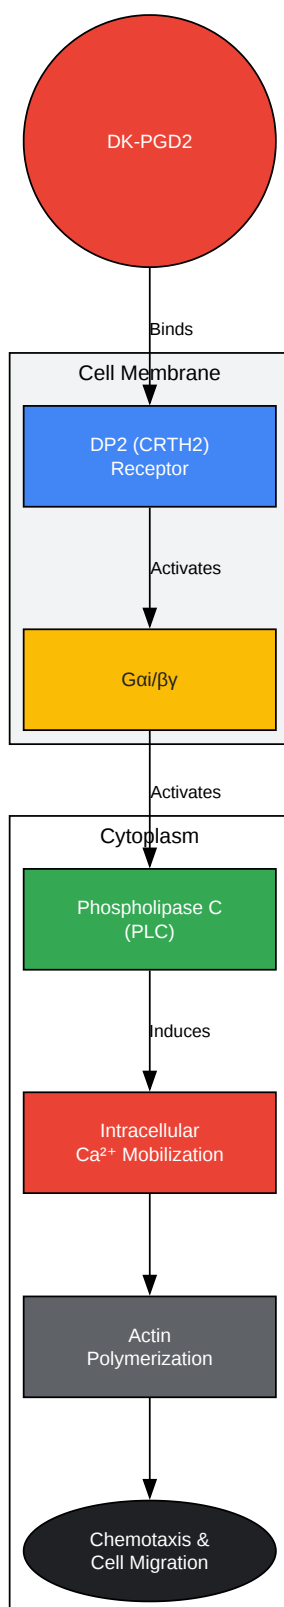 DK-PGD2
Binds
Cell Membrane
DP2 (CRTH2)
Receptor
Activates
Gαi/βγ
Activates
Cytoplasm
Phospholipase C
(PLC)
Induces
Intracellular
Ca²⁺ Mobilization
Actin
Polymerization
Chemotaxis &
Cell Migration